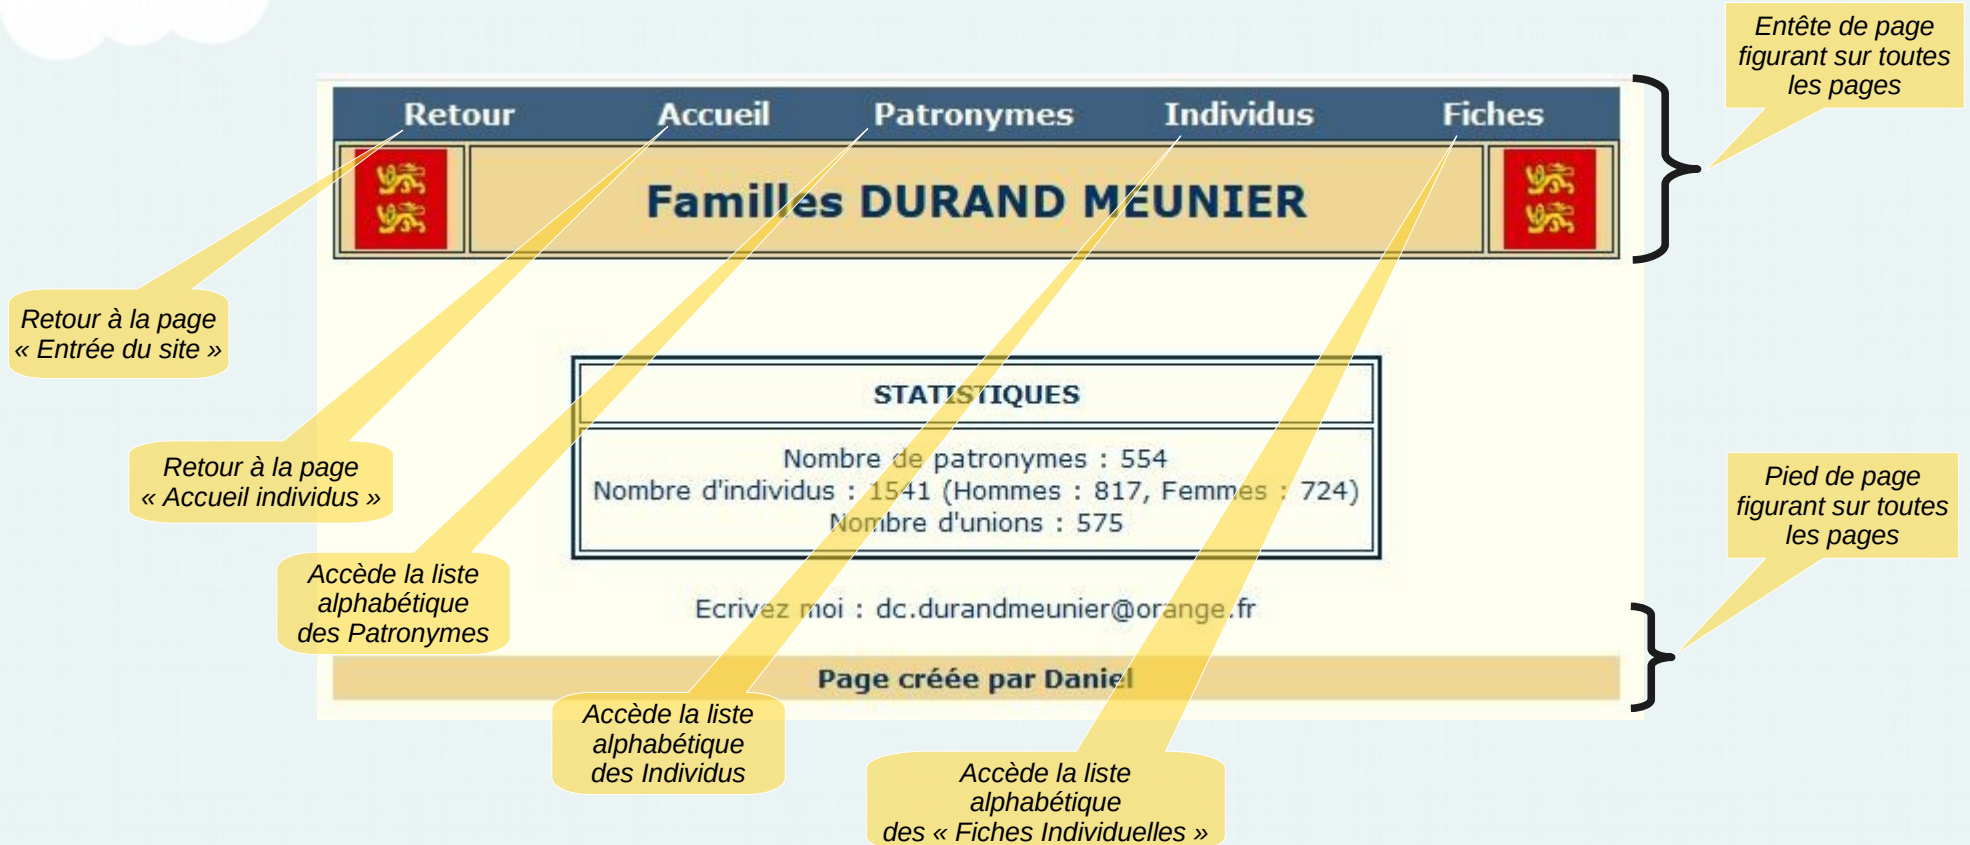 Entête de page
figurant sur toutes
les pages
Retour Accueil Patronymes Individus Fiches
Familles DURAND MEUNIER
Retour à la page
« Entrée du site »
STATISTIQUES
Nombre de patronymes : 554
Nombre d'individus : 1541 (Hommes : 817, Femmes : 724)
Nombre d'unions : 575
Retour à la page
« Accueil individus »
Pied de page
figurant sur toutes
les pages
Accède la liste
alphabétique
des Patronymes
Ecrivez moi : dc.durandmeunier@orange.fr
Page créée par Daniel
Accède la liste
alphabétique
des Individus
Accède la liste
alphabétique
des « Fiches Individuelles »